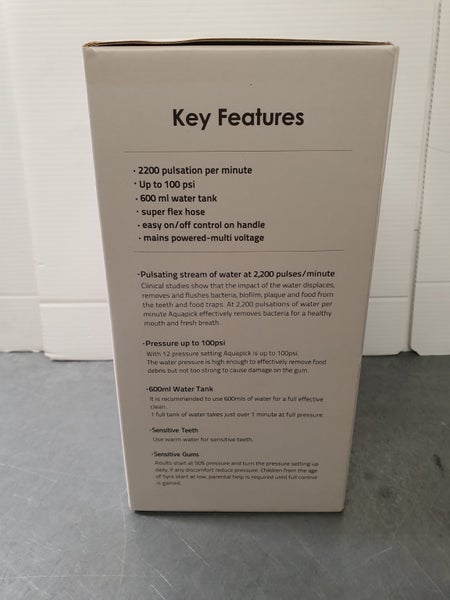 Key Features
· 2200 pulsation per minute
· Up to 100 psi
· 600 ml water tank
· super flex hose
· easy on/off control on handle
· mains powered-multi voltage
·Pulsating stream of water at 2,200 pulses/minute
Clinical studies show that the impact of the water displaces,
removes and flushes bacteria, biofilm, plaque and food from
the teeth and food traps. At 2,200 pulsations of water per
minute Aquapick effectively removes bacteria for a healthy
mouth and fresh breath.
·Pressure up to 100psi
With 12 pressure setting Aquapick is up to 100psi.
The water pressure is high enough to effectively remove food
debris but not too strong to cause damage on the gum.
·600ml Water Tank
It is recommended to use 600mls of water for a full effective
clean.
1 full tank of water takes just over 1 minute at full pressure.
·Sensitive Teeth
Use warm water for sensitive teeth.
·Sensitive Gums
Adults start at 50% pressure and turn the pressure setting up
daily, if any discomfort reduce pressure. Children from the age
of 5yrs start at low, parental help is required until full control
is gained.